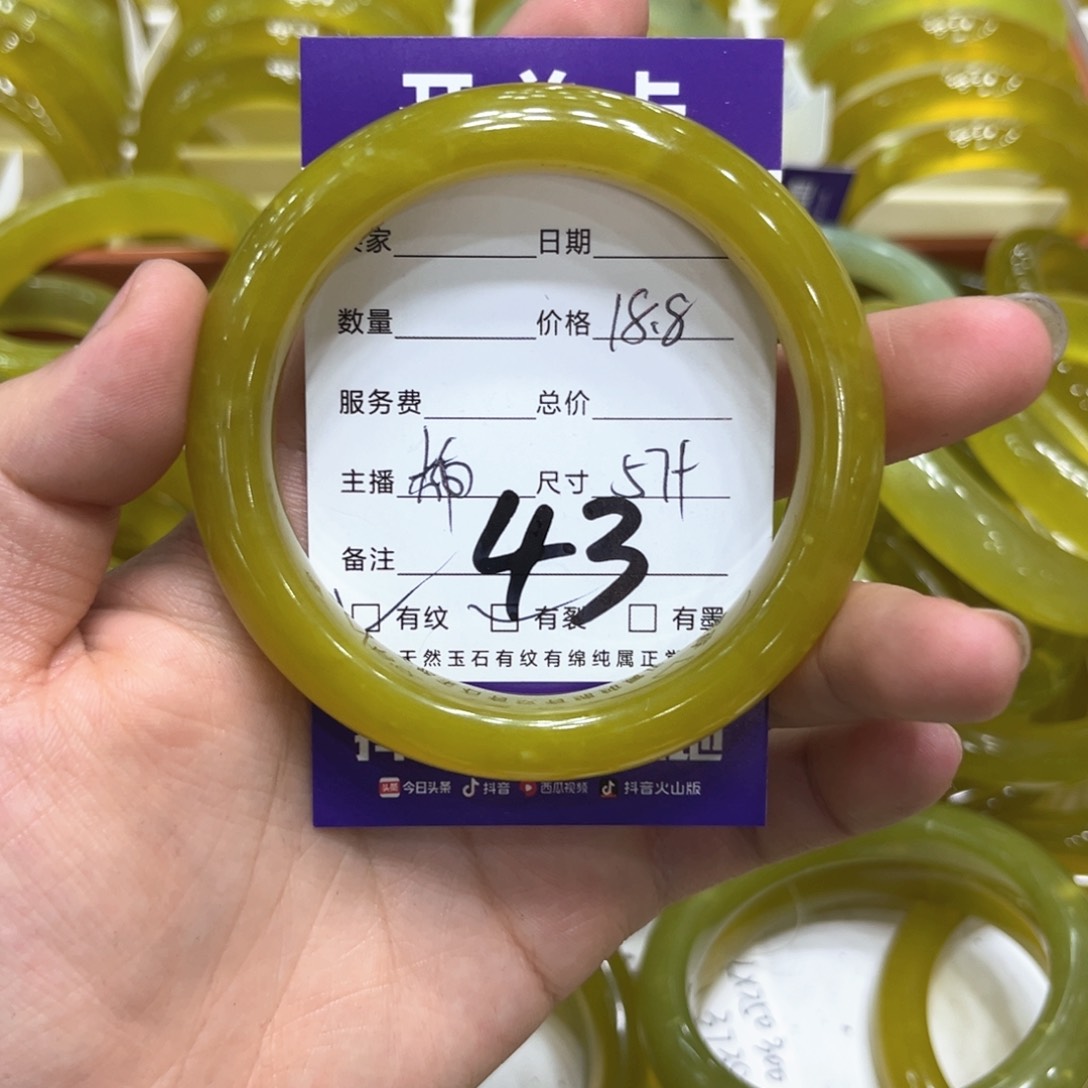 家 日期
数量 价格 18.8
服务费 总价
主播 柏 尺寸 57+
备注 43
有纹 有裂 有墨
天然玉石有纹有绵纯属正常
今日头条 抖音 西瓜视频 抖音火山版